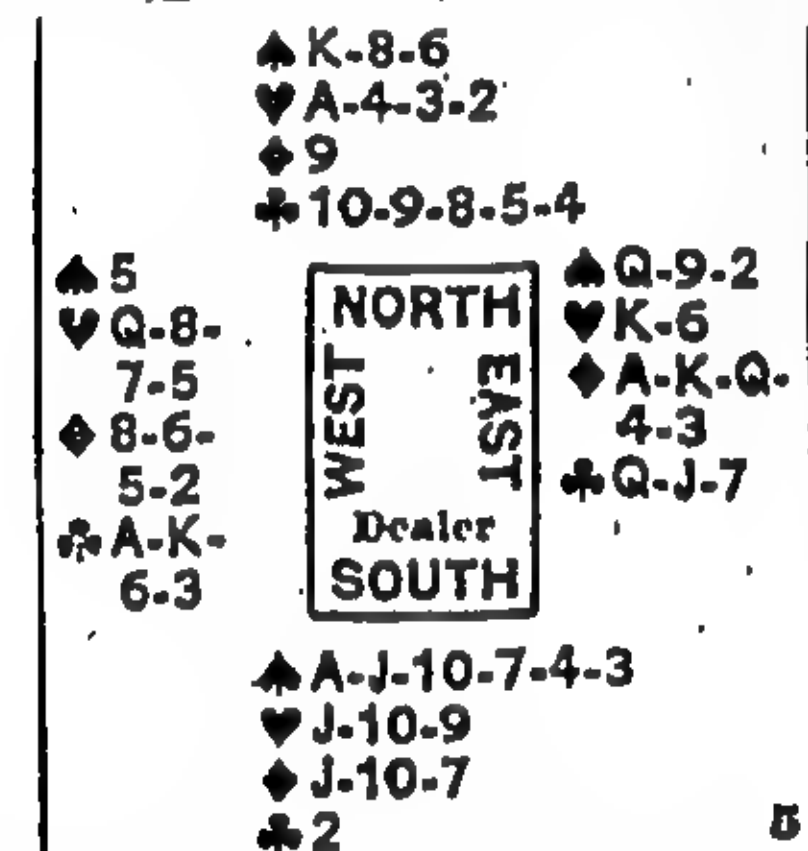 ♠ K-8-6
♥ A-4-3-2
♦ 9
♣ 10-9-8-5-4
♠ 5
♥ Q-8-
7-5
♦ 8-6-
5-2
♣ A-K-
6-3
NORTH
WEST
EAST
Dealer
SOUTH
♠ Q-9-2
♥ K-6
♦ A-K-Q-
4-3
♣ Q-J-7
♠ A-J-10-7-4-3
♥ J-10-9
♦ J-10-7
♣ 2